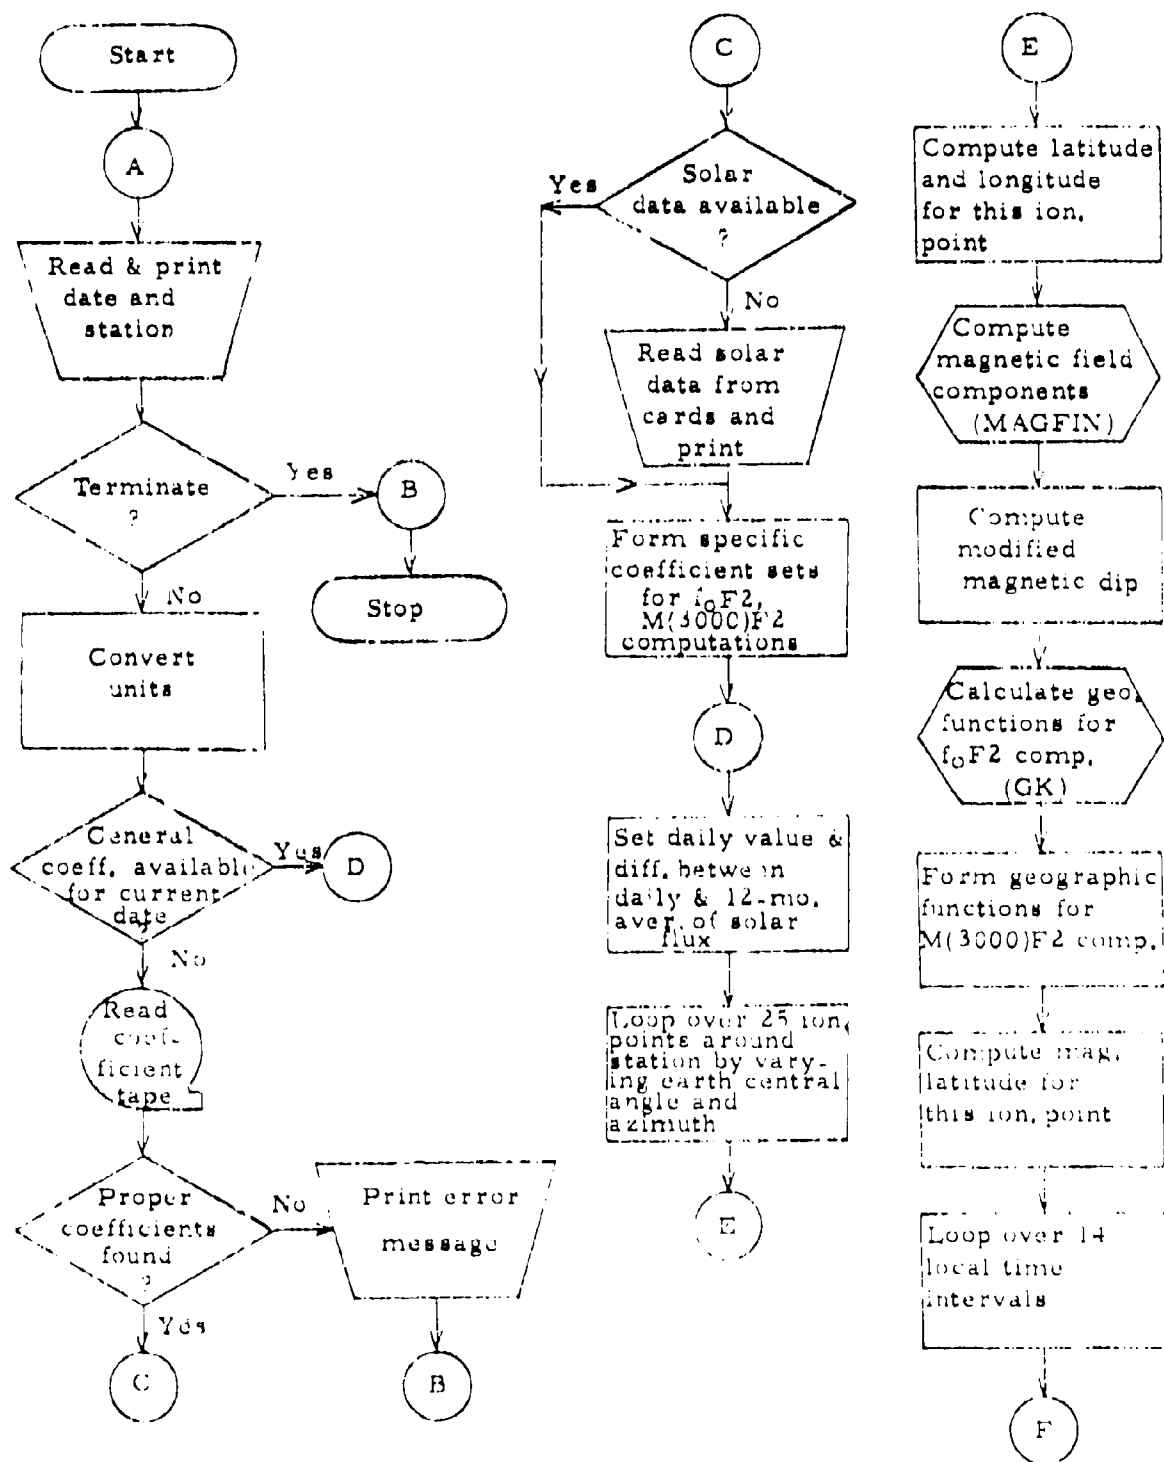 Start
A
Read & print
date and
station
Terminate
?
Yes
B
Stop
No
Convert
units
General
coeff. available
for current
date
?
Yes
D
No
Read
coef-
ficient
tape
Proper
coefficients
found
?
No
Print error
message
B
Yes
C
C
Solar
data available
?
Yes
No
Read solar
data from
cards and
print
Form specific
coefficient sets
for foF2,
M(3000)F2
computations
D
Set daily value &
diff. between
daily & 12-mo.
aver. of solar
flux
Loop over 25 ion.
points around
station by vary-
ing earth central
angle and
azimuth
E
E
Compute latitude
and longitude
for this ion.
point
Compute
magnetic field
components
(MAGFIN)
Compute
modified
magnetic dip
Calculate geo.
functions for
foF2 comp.
(GK)
Form geographic
functions for
M(3000)F2 comp.
Compute mag.
latitude for
this ion. point
Loop over 14
local time
intervals
F